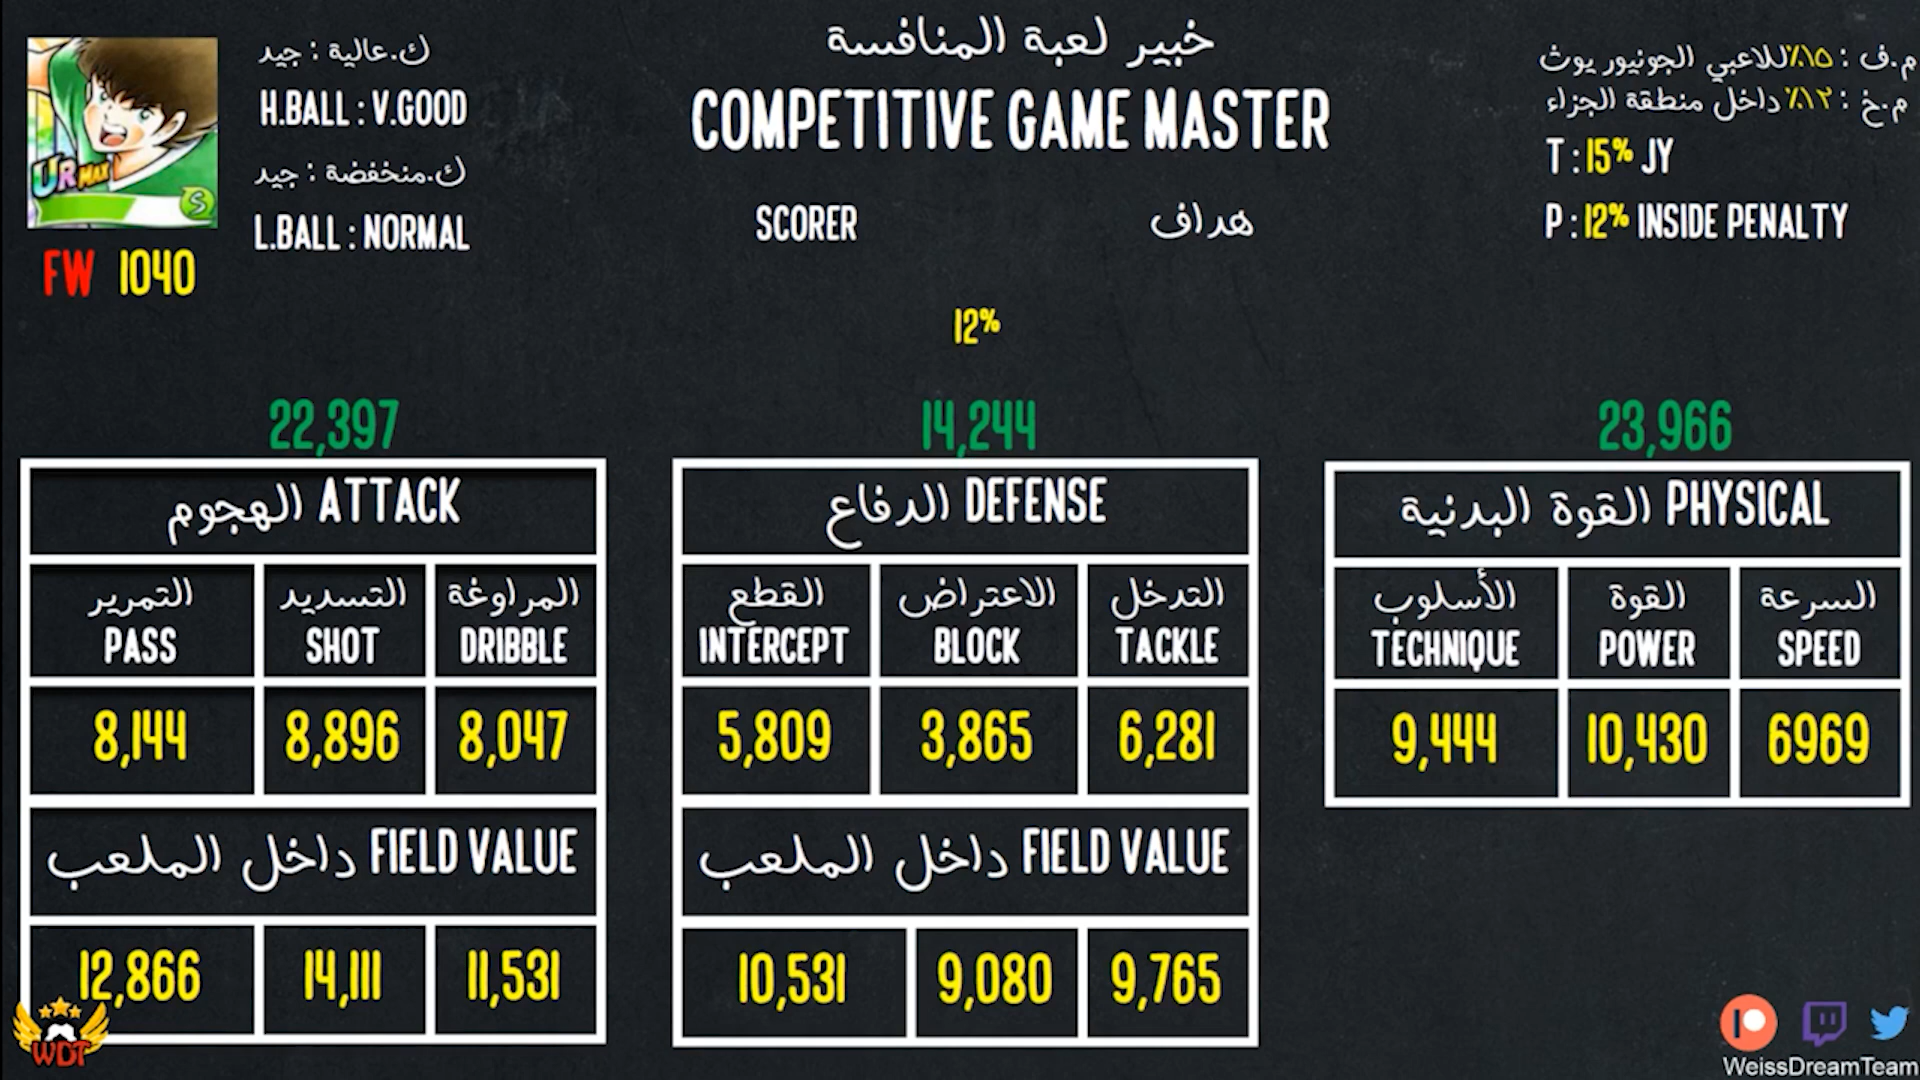 UR MAX
S
FW 1040
ك.عالية : جيد
H.BALL : V.GOOD
ك.منخفضة : جيد
L.BALL : NORMAL
خبير لعبة المنافسة
COMPETITIVE GAME MASTER
SCORER هداف
12%
م.ف : ١٥٪للاعبي الجونيور يوث
م.خ : ١٢٪ داخل منطقة الجزاء
T : 15% JY
P : 12% INSIDE PENALTY
22,397
الهجوم ATTACK
التمرير التسديد المراوغة
PASS SHOT DRIBBLE
8,144 8,896 8,047
داخل الملعب FIELD VALUE
12,866 14,111 11,531
14,244
الدفاع DEFENSE
القطع الاعتراض التدخل
INTERCEPT BLOCK TACKLE
5,809 3,865 6,281
داخل الملعب FIELD VALUE
10,531 9,080 9,765
23,966
القوة البدنية PHYSICAL
الأسلوب القوة السرعة
TECHNIQUE POWER SPEED
9,444 10,430 6969
WDT
WeissDreamTeam